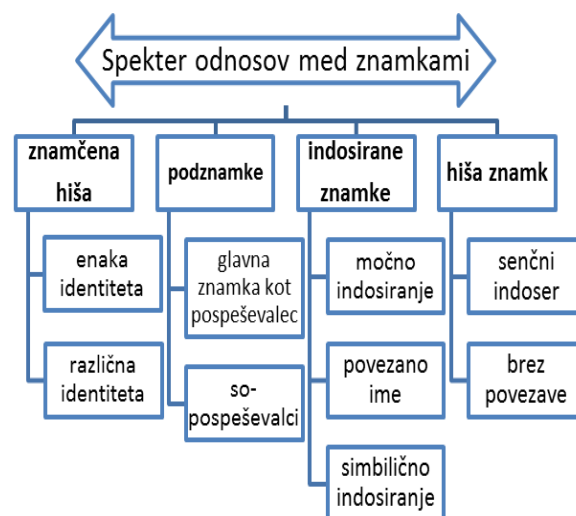 Spekter odnosov med znamkami
znamčena
hiša
enaka
identiteta
različna
identiteta
podznamke
glavna
znamka kot
pospeševalec
so-
pospeševalci
indosirane
znamke
močno
indosiranje
povezano
ime
simbilično
indosiranje
hiša znamk
senčni
indoser
brez
povezave